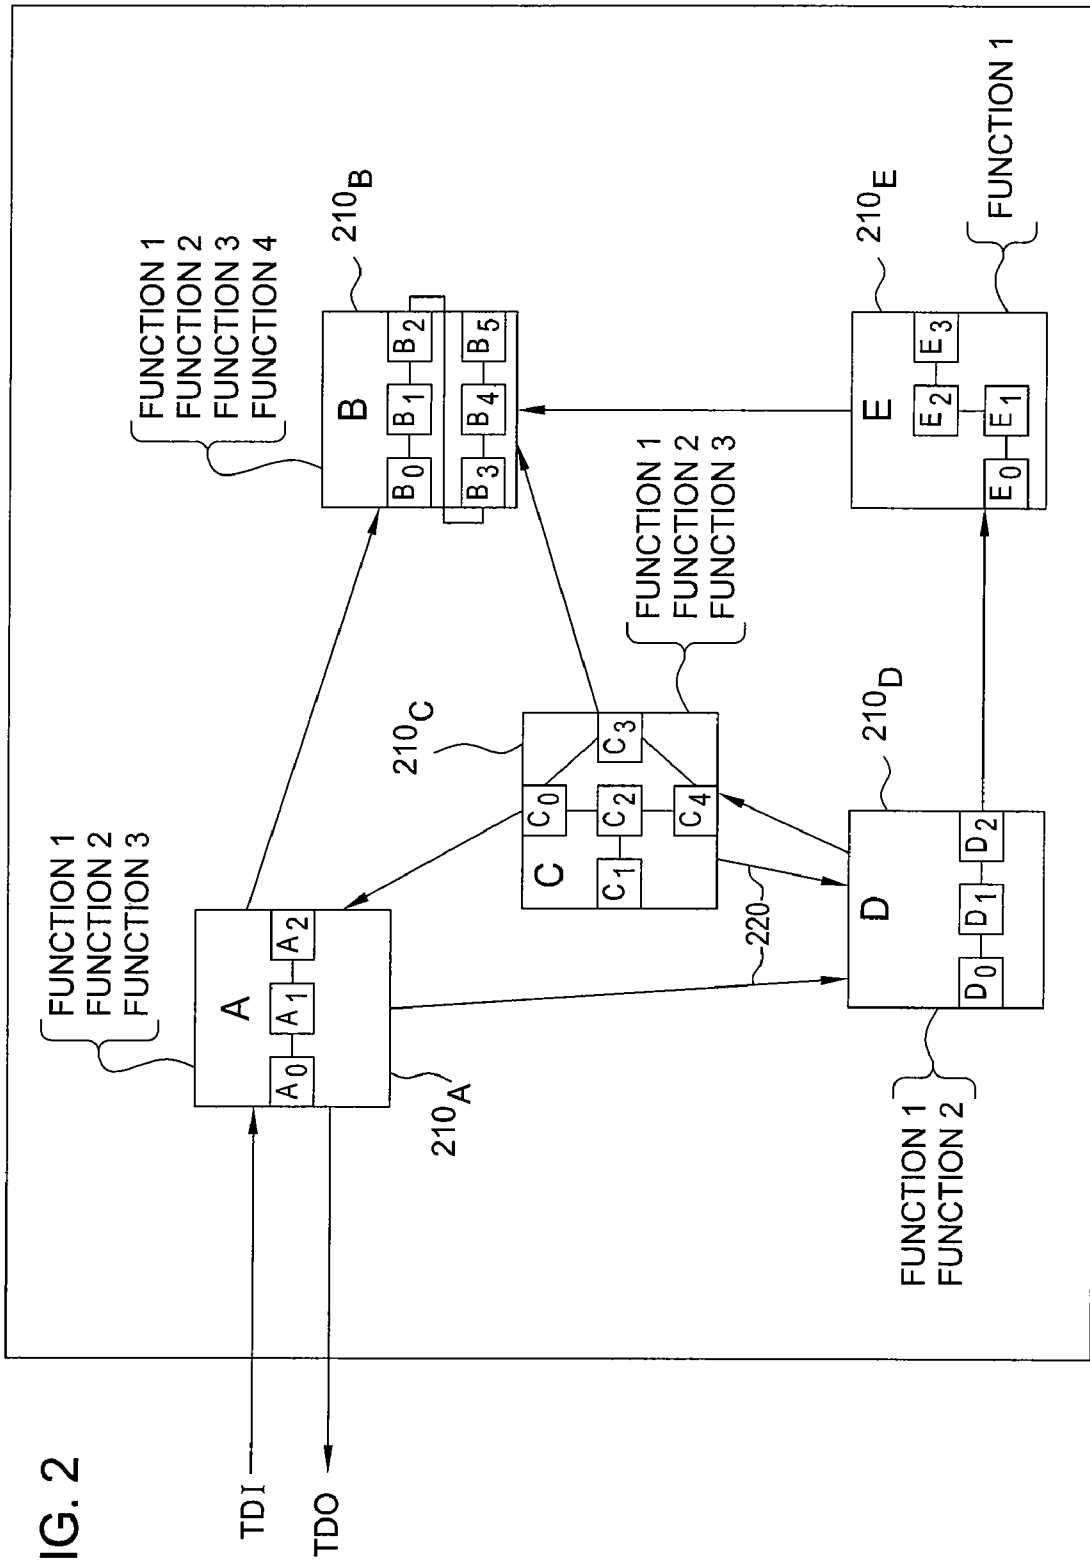 IG. 2
TDI
TDO
FUNCTION 1
FUNCTION 2
FUNCTION 3
A
A0
A1
A2
210A
FUNCTION 1
FUNCTION 2
FUNCTION 3
FUNCTION 4
210B
B
B0
B1
B2
B3
B4
B5
210C
C
C0
C1
C2
C3
C4
FUNCTION 1
FUNCTION 2
FUNCTION 3
220
210D
D
D0
D1
D2
FUNCTION 1
FUNCTION 2
210E
E
E0
E1
E2
E3
FUNCTION 1